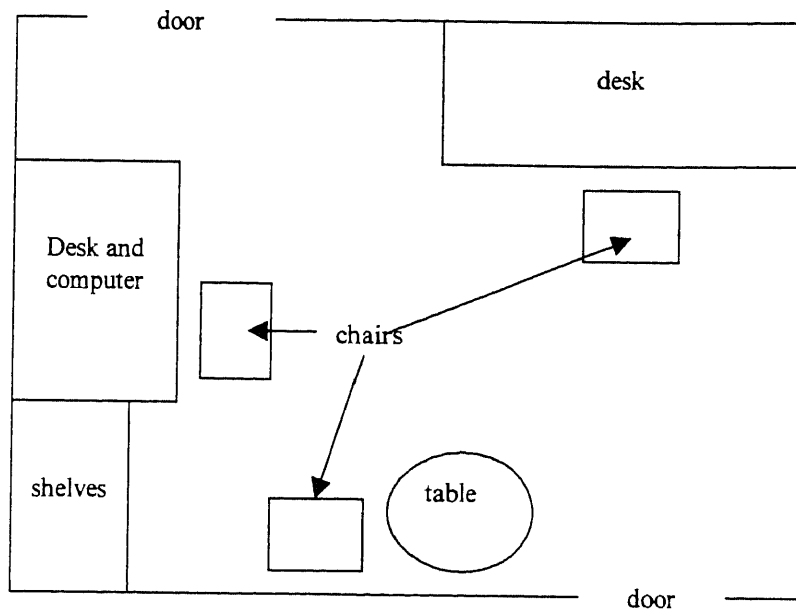 door
desk
Desk and
computer
chairs
shelves
table
door